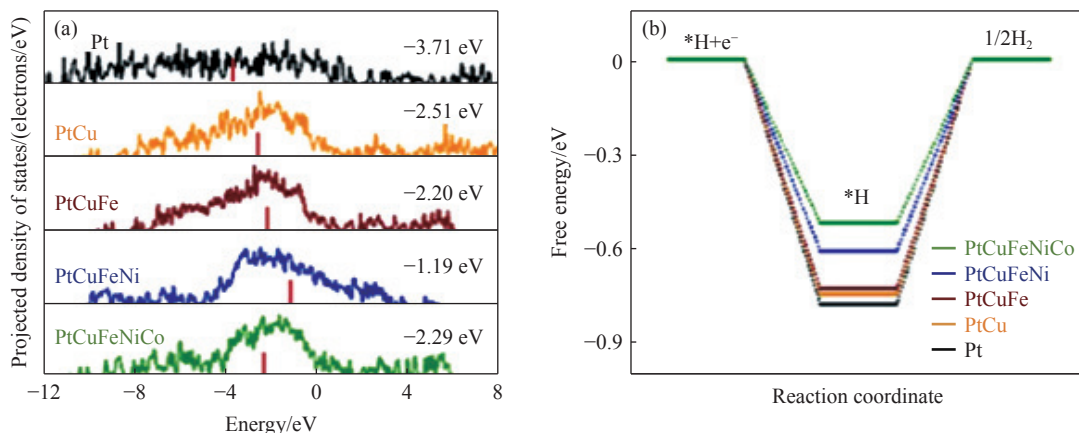 (a)
Pt
−3.71 eV
PtCu
−2.51 eV
PtCuFe
−2.20 eV
PtCuFeNi
−1.19 eV
PtCuFeNiCo
−2.29 eV
Projected density of states/(electrons/eV)
−12
−8
−4
0
4
8
Energy/eV
(b)
*H+e⁻
1/2H₂
*H
0
−0.3
−0.6
−0.9
Free energy/eV
PtCuFeNiCo
PtCuFeNi
PtCuFe
PtCu
Pt
Reaction coordinate